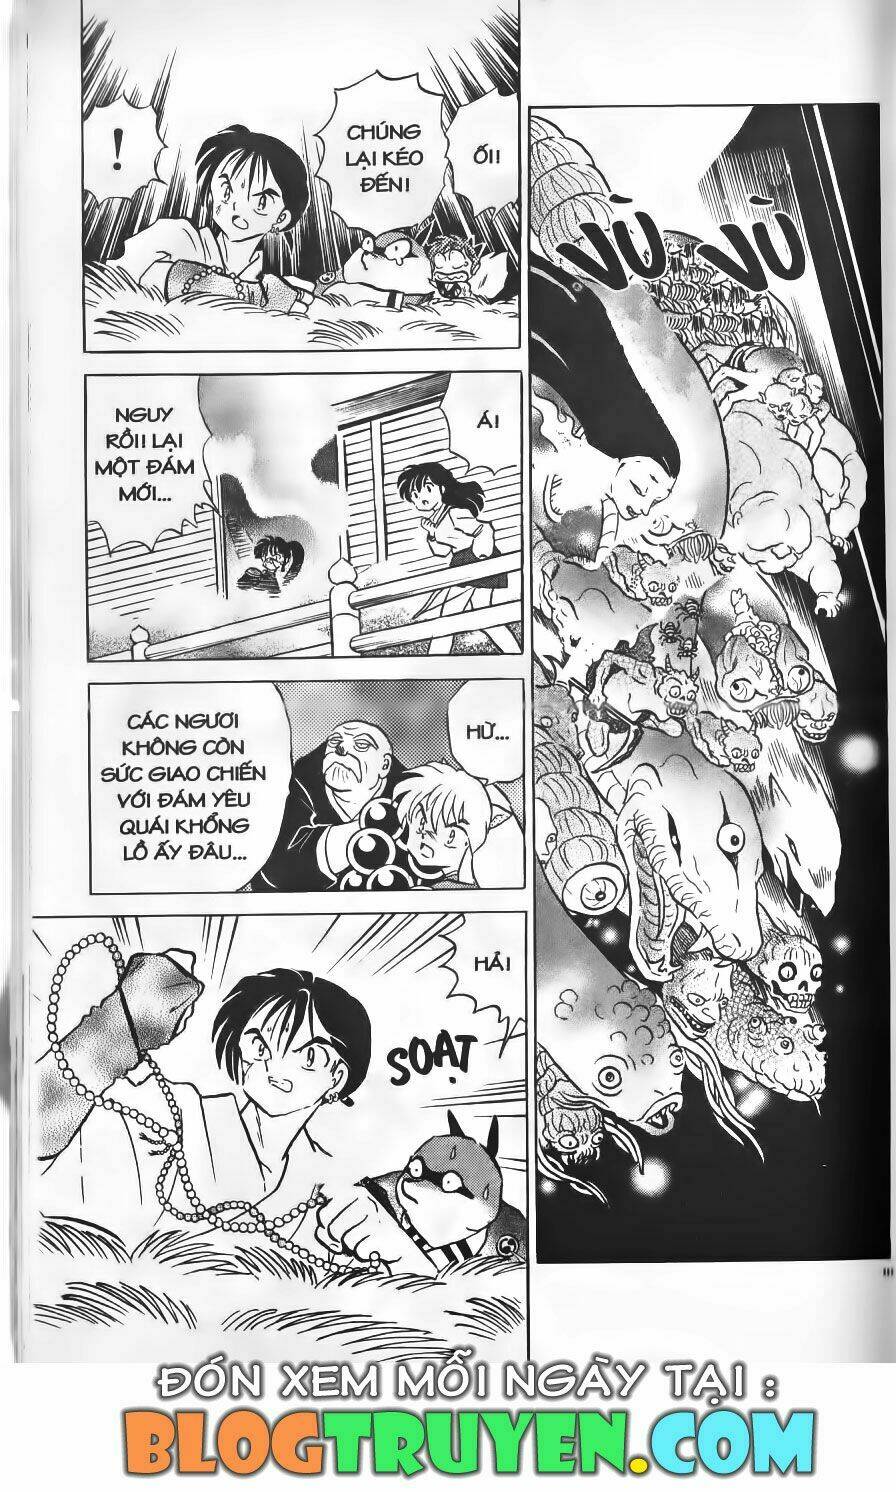 VÙ VÙ
ỐI!
CHÚNG
LẠI KÉO
ĐẾN!
!
Á!
NGUY
RỒI! LẠI
MỘT ĐÁM
MỚI...
HỪ...
CÁC NGƯƠI
KHÔNG CÒN
SỨC GIAO CHIẾN
VỚI ĐÁM YÊU
QUÁI KHỔNG
LỒ ẤY ĐÂU...
HẢ!
SOẠT
111
ĐÓN XEM MỖI NGÀY TẠI :
BLOGTRUYEN.COM